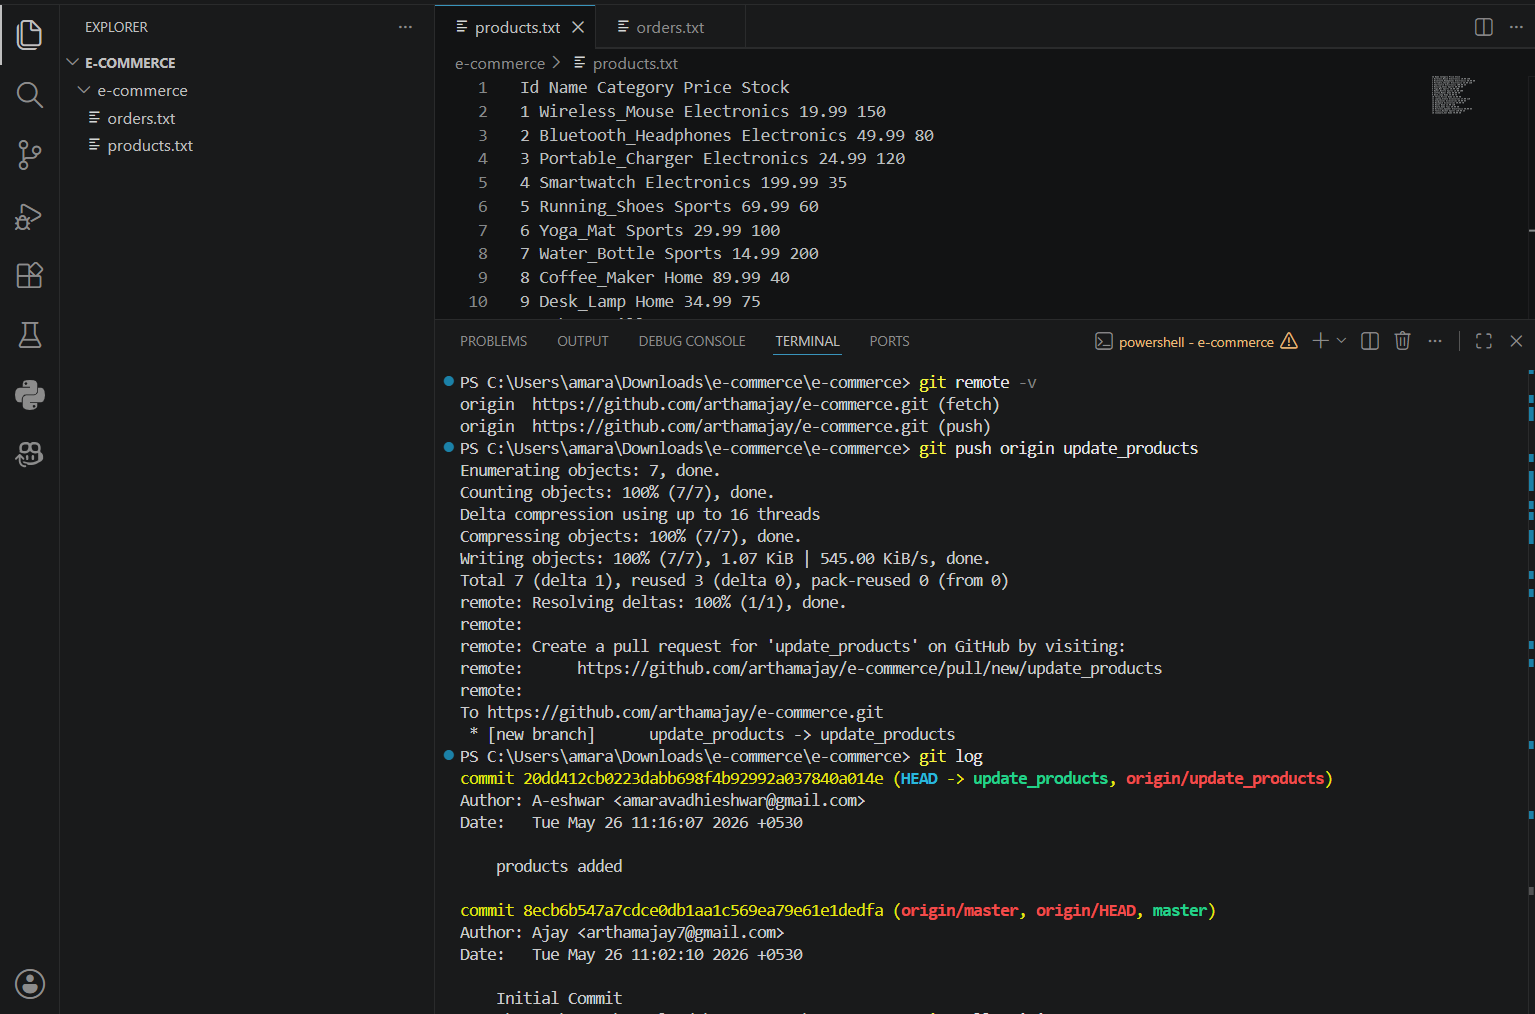 EXPLORER
E-COMMERCE
e-commerce
orders.txt
products.txt
products.txt
orders.txt
e-commerce > products.txt
1 Id Name Category Price Stock
2 1 Wireless_Mouse Electronics 19.99 150
3 2 Bluetooth_Headphones Electronics 49.99 80
4 3 Portable_Charger Electronics 24.99 120
5 4 Smartwatch Electronics 199.99 35
6 5 Running_Shoes Sports 69.99 60
7 6 Yoga_Mat Sports 29.99 100
8 7 Water_Bottle Sports 14.99 200
9 8 Coffee_Maker Home 89.99 40
10 9 Desk_Lamp Home 34.99 75
PROBLEMS OUTPUT DEBUG CONSOLE TERMINAL PORTS
powershell - e-commerce
PS C:\Users\amara\Downloads\e-commerce\e-commerce> git remote -v
origin  https://github.com/arthamajay/e-commerce.git (fetch)
origin  https://github.com/arthamajay/e-commerce.git (push)
PS C:\Users\amara\Downloads\e-commerce\e-commerce> git push origin update_products
Enumerating objects: 7, done.
Counting objects: 100% (7/7), done.
Delta compression using up to 16 threads
Compressing objects: 100% (7/7), done.
Writing objects: 100% (7/7), 1.07 KiB | 545.00 KiB/s, done.
Total 7 (delta 1), reused 3 (delta 0), pack-reused 0 (from 0)
remote: Resolving deltas: 100% (1/1), done.
remote:
remote: Create a pull request for 'update_products' on GitHub by visiting:
remote:      https://github.com/arthamajay/e-commerce/pull/new/update_products
remote:
To https://github.com/arthamajay/e-commerce.git
 * [new branch]      update_products -> update_products
PS C:\Users\amara\Downloads\e-commerce\e-commerce> git log
commit 20dd412cb0223dabb698f4b92992a037840a014e (HEAD -> update_products, origin/update_products)
Author: A-eshwar <amaravadhieshwar@gmail.com>
Date:   Tue May 26 11:16:07 2026 +0530
products added
commit 8ecb6b547a7cdce0db1aa1c569ea79e61e1dedfa (origin/master, origin/HEAD, master)
Author: Ajay <arthamajay7@gmail.com>
Date:   Tue May 26 11:02:10 2026 +0530
Initial Commit